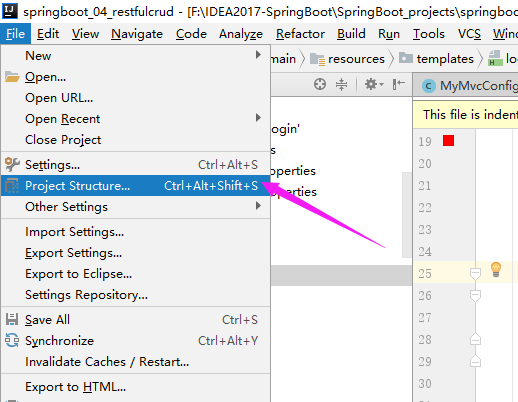 springboot_04_restfulcrud - [F:\IDEA2017-SpringBoot\SpringBoot_projects\springbo
File Edit View Navigate Code Analyze Refactor Build Run Tools VCS Window
main resources templates lo
New
Open...
Open URL...
Open Recent
Close Project
Settings... Ctrl+Alt+S
Project Structure... Ctrl+Alt+Shift+S
Other Settings
Import Settings...
Export Settings...
Export to Eclipse...
Settings Repository...
Save All Ctrl+S
Synchronize Ctrl+Alt+Y
Invalidate Caches / Restart...
Export to HTML...
ogin'
s
operties
operties
C MyMvcConfig
This file is inden
19
20
21
22
23
24
25
26
27
28
29
30